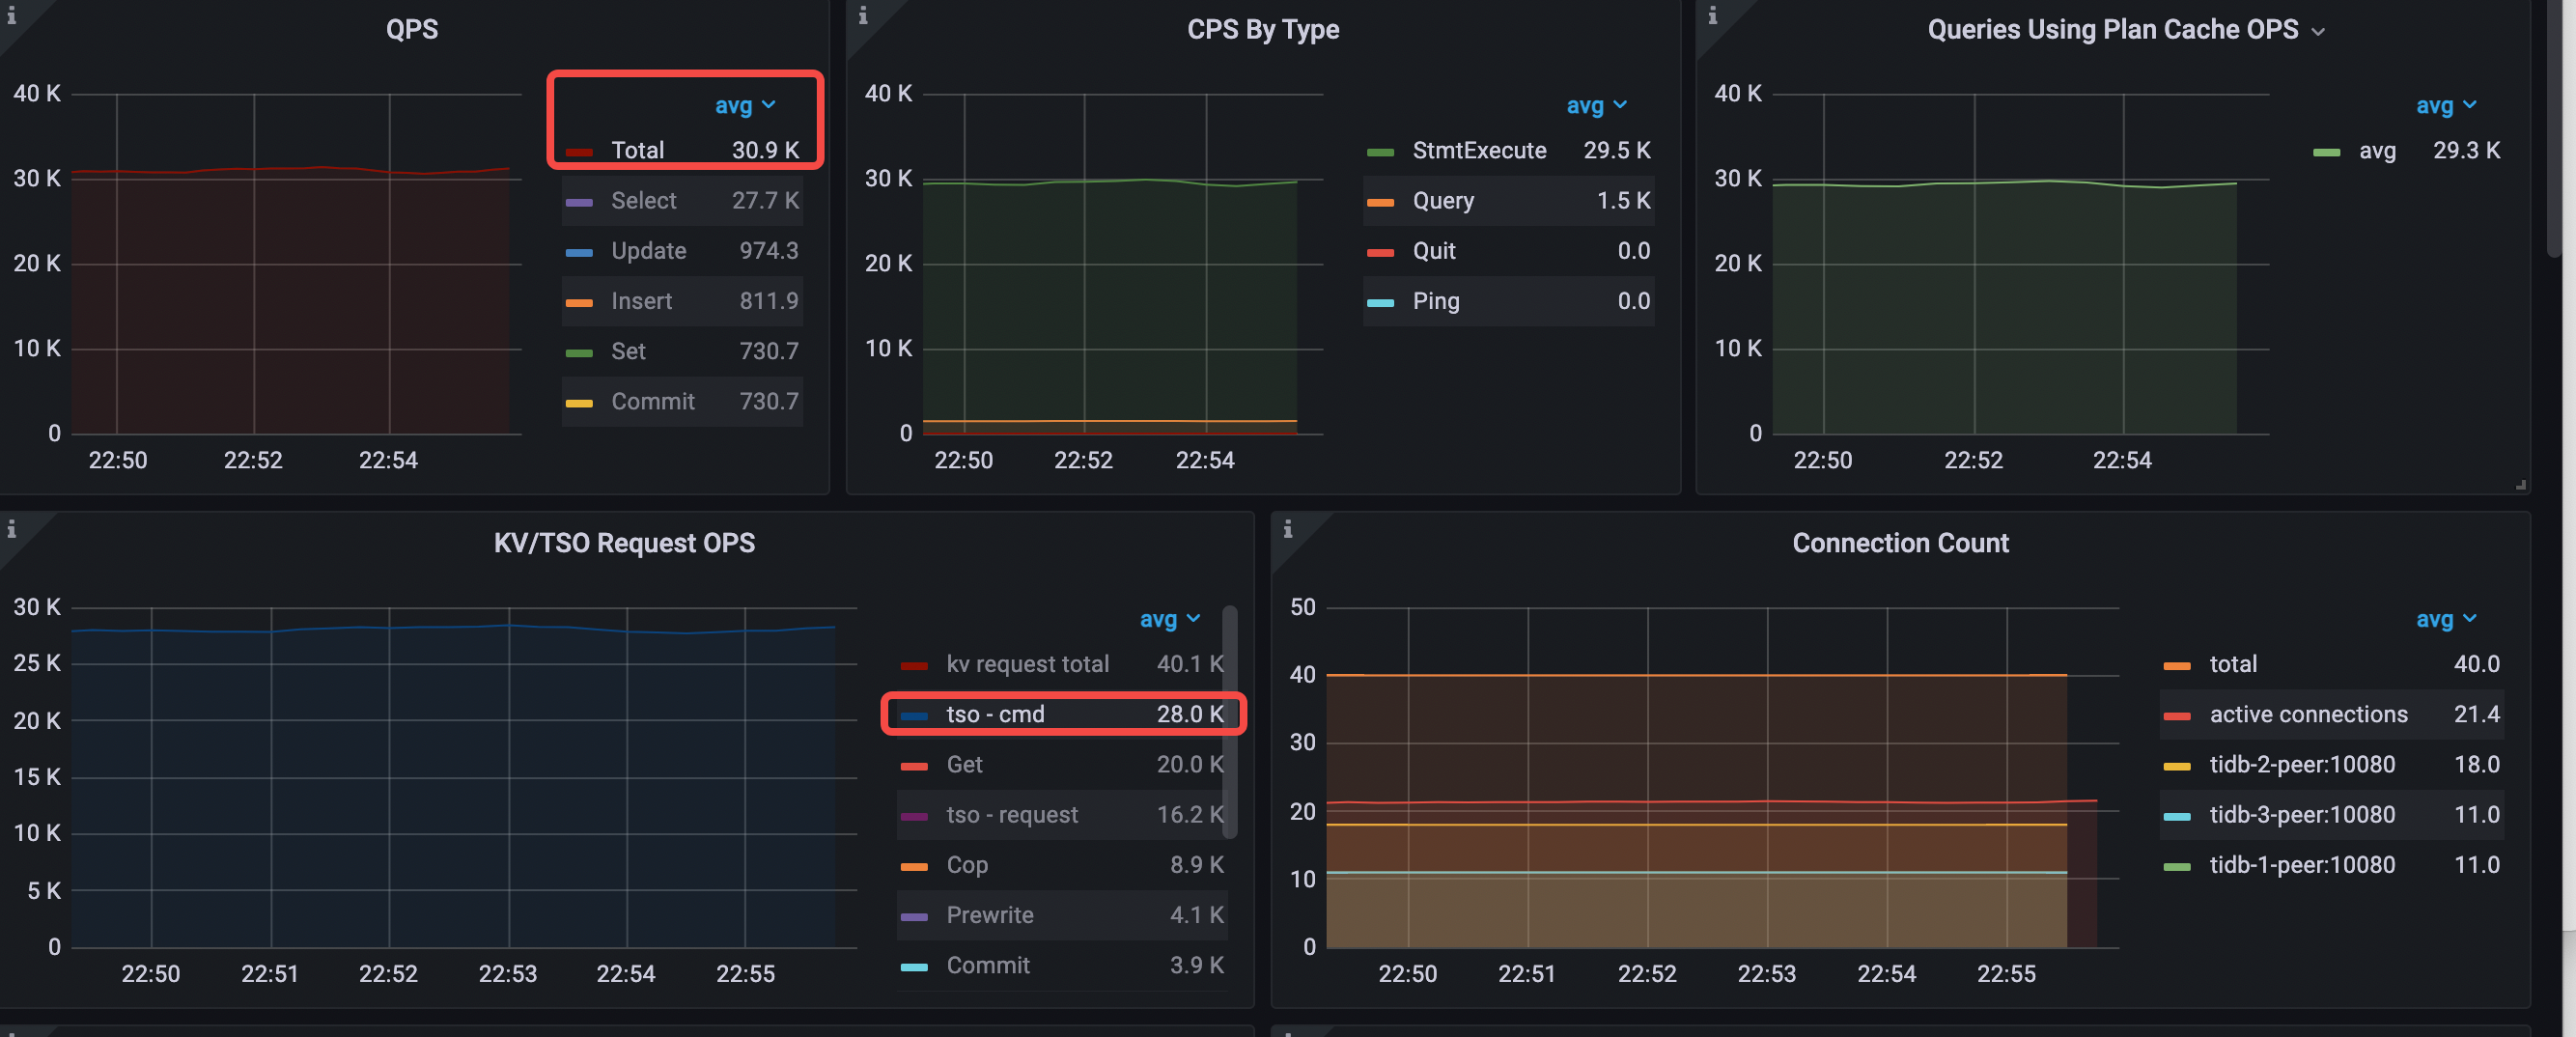 QPS
avg
Total 30.9 K
Select 27.7 K
Update 974.3
Insert 811.9
Set 730.7
Commit 730.7
40 K
30 K
20 K
10 K
0
22:50 22:52 22:54
CPS By Type
avg
StmtExecute 29.5 K
Query 1.5 K
Quit 0.0
Ping 0.0
40 K
30 K
20 K
10 K
0
22:50 22:52 22:54
Queries Using Plan Cache OPS
avg
avg 29.3 K
40 K
30 K
20 K
10 K
0
22:50 22:52 22:54
KV/TSO Request OPS
avg
kv request total 40.1 K
tso - cmd 28.0 K
Get 20.0 K
tso - request 16.2 K
Cop 8.9 K
Prewrite 4.1 K
Commit 3.9 K
30 K
25 K
20 K
15 K
10 K
5 K
0
22:50 22:51 22:52 22:53 22:54 22:55
Connection Count
avg
total 40.0
active connections 21.4
tidb-2-peer:10080 18.0
tidb-3-peer:10080 11.0
tidb-1-peer:10080 11.0
50
40
30
20
10
0
22:50 22:51 22:52 22:53 22:54 22:55